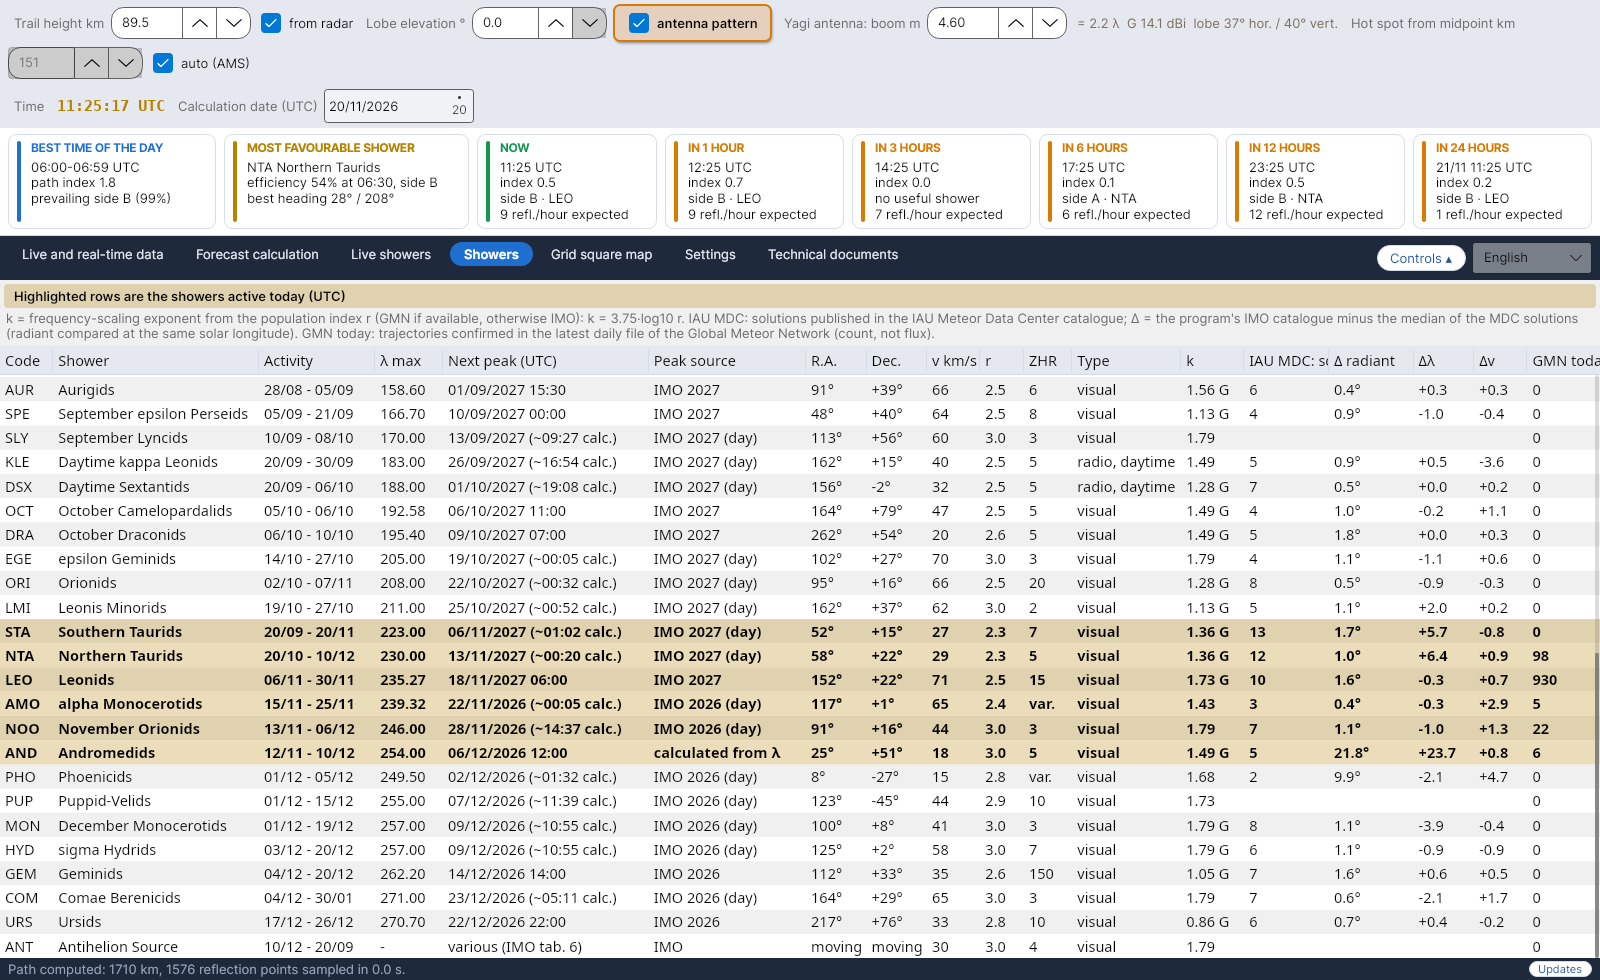 Trail height km 89.5 from radar Lobe elevation ° 0.0 antenna pattern Yagi antenna: boom m 4.60 = 2.2 λ G 14.1 dBi lobe 37° hor. / 40° vert. Hot spot from midpoint km
151 auto (AMS)
Time 11:25:17 UTC Calculation date (UTC) 20/11/2026 20
BEST TIME OF THE DAY
06:00-06:59 UTC
path index 1.8
prevailing side B (99%)
MOST FAVOURABLE SHOWER
NTA Northern Taurids
efficiency 54% at 06:30, side B
best heading 28° / 208°
NOW
11:25 UTC
index 0.5
side B · LEO
9 refl./hour expected
IN 1 HOUR
12:25 UTC
index 0.7
side B · LEO
9 refl./hour expected
IN 3 HOURS
14:25 UTC
index 0.0
no useful shower
7 refl./hour expected
IN 6 HOURS
17:25 UTC
index 0.1
side A · NTA
6 refl./hour expected
IN 12 HOURS
23:25 UTC
index 0.5
side B · NTA
12 refl./hour expected
IN 24 HOURS
21/11 11:25 UTC
index 0.2
side B · LEO
1 refl./hour expected
Live and real-time data Forecast calculation Live showers Showers Grid square map Settings Technical documents Controls ▴ English
Highlighted rows are the showers active today (UTC)
k = frequency-scaling exponent from the population index r (GMN if available, otherwise IMO): k = 3.75·log10 r. IAU MDC: solutions published in the IAU Meteor Data Center catalogue; Δ = the program's IMO catalogue minus the median of the MDC solutions
(radiant compared at the same solar longitude). GMN today: trajectories confirmed in the latest daily file of the Global Meteor Network (count, not flux).
Code Shower Activity λ max Next peak (UTC) Peak source R.A. Dec. v km/s r ZHR Type k IAU MDC: so Δ radiant Δλ Δv GMN toda
AUR Aurigids 28/08 - 05/09 158.60 01/09/2027 15:30 IMO 2027 91° +39° 66 2.5 6 visual 1.56 G 6 0.4° +0.3 +0.3 0
SPE September epsilon Perseids 05/09 - 21/09 166.70 10/09/2027 00:00 IMO 2027 48° +40° 64 2.5 8 visual 1.13 G 4 0.9° -1.0 -0.4 0
SLY September Lyncids 10/09 - 08/10 170.00 13/09/2027 (~09:27 calc.) IMO 2027 (day) 113° +56° 60 3.0 3 visual 1.79 0
KLE Daytime kappa Leonids 20/09 - 30/09 183.00 26/09/2027 (~16:54 calc.) IMO 2027 (day) 162° +15° 40 2.5 5 radio, daytime 1.49 5 0.9° +0.5 -3.6 0
DSX Daytime Sextantids 20/09 - 06/10 188.00 01/10/2027 (~19:08 calc.) IMO 2027 (day) 156° -2° 32 2.5 5 radio, daytime 1.28 G 7 0.5° +0.0 +0.2 0
OCT October Camelopardalids 05/10 - 06/10 192.58 06/10/2027 11:00 IMO 2027 164° +79° 47 2.5 5 visual 1.49 G 4 1.0° -0.2 +1.1 0
DRA October Draconids 06/10 - 10/10 195.40 09/10/2027 07:00 IMO 2027 262° +54° 20 2.6 5 visual 1.49 G 5 1.8° +0.0 +0.3 0
EGE epsilon Geminids 14/10 - 27/10 205.00 19/10/2027 (~00:05 calc.) IMO 2027 (day) 102° +27° 70 3.0 3 visual 1.79 4 1.1° -1.1 +0.6 0
ORI Orionids 02/10 - 07/11 208.00 22/10/2027 (~00:32 calc.) IMO 2027 (day) 95° +16° 66 2.5 20 visual 1.28 G 8 0.5° -0.9 -0.3 0
LMI Leonis Minorids 19/10 - 27/10 211.00 25/10/2027 (~00:52 calc.) IMO 2027 (day) 162° +37° 62 3.0 2 visual 1.13 G 5 1.1° +2.0 +0.2 0
STA Southern Taurids 20/09 - 20/11 223.00 06/11/2027 (~01:02 calc.) IMO 2027 (day) 52° +15° 27 2.3 7 visual 1.36 G 13 1.7° +5.7 -0.8 0
NTA Northern Taurids 20/10 - 10/12 230.00 13/11/2027 (~00:20 calc.) IMO 2027 (day) 58° +22° 29 2.3 5 visual 1.36 G 12 1.0° +6.4 +0.9 98
LEO Leonids 06/11 - 30/11 235.27 18/11/2027 06:00 IMO 2027 152° +22° 71 2.5 15 visual 1.73 G 10 1.6° -0.3 +0.7 930
AMO alpha Monocerotids 15/11 - 25/11 239.32 22/11/2026 (~00:05 calc.) IMO 2026 (day) 117° +1° 65 2.4 var. visual 1.43 3 0.4° -0.3 +2.9 5
NOO November Orionids 13/11 - 06/12 246.00 28/11/2026 (~14:37 calc.) IMO 2026 (day) 91° +16° 44 3.0 3 visual 1.79 7 1.1° -1.0 +1.3 22
AND Andromedids 12/11 - 10/12 254.00 06/12/2026 12:00 calculated from λ 25° +51° 18 3.0 5 visual 1.49 G 5 21.8° +23.7 +0.8 6
PHO Phoenicids 01/12 - 05/12 249.50 02/12/2026 (~01:32 calc.) IMO 2026 (day) 8° -27° 15 2.8 var. visual 1.68 2 9.9° -2.1 +4.7 0
PUP Puppid-Velids 01/12 - 15/12 255.00 07/12/2026 (~11:39 calc.) IMO 2026 (day) 123° -45° 44 2.9 10 visual 1.73 0
MON December Monocerotids 01/12 - 19/12 257.00 09/12/2026 (~10:55 calc.) IMO 2026 (day) 100° +8° 41 3.0 3 visual 1.79 G 8 1.1° -3.9 -0.4 0
HYD sigma Hydrids 03/12 - 20/12 257.00 09/12/2026 (~10:55 calc.) IMO 2026 (day) 125° +2° 58 3.0 7 visual 1.79 G 6 1.1° -0.9 -0.9 0
GEM Geminids 04/12 - 20/12 262.20 14/12/2026 14:00 IMO 2026 112° +33° 35 2.6 150 visual 1.05 G 7 1.6° +0.6 +0.5 0
COM Comae Berenicids 04/12 - 30/01 271.00 23/12/2026 (~05:11 calc.) IMO 2026 (day) 164° +29° 65 3.0 3 visual 1.79 7 0.6° -2.1 +1.7 0
URS Ursids 17/12 - 26/12 270.70 22/12/2026 22:00 IMO 2026 217° +76° 33 2.8 10 visual 0.86 G 6 0.7° +0.4 -0.2 0
ANT Antihelion Source 10/12 - 20/09 - various (IMO tab. 6) IMO moving moving 30 3.0 4 visual 1.79 0
Path computed: 1710 km, 1576 reflection points sampled in 0.0 s. Updates